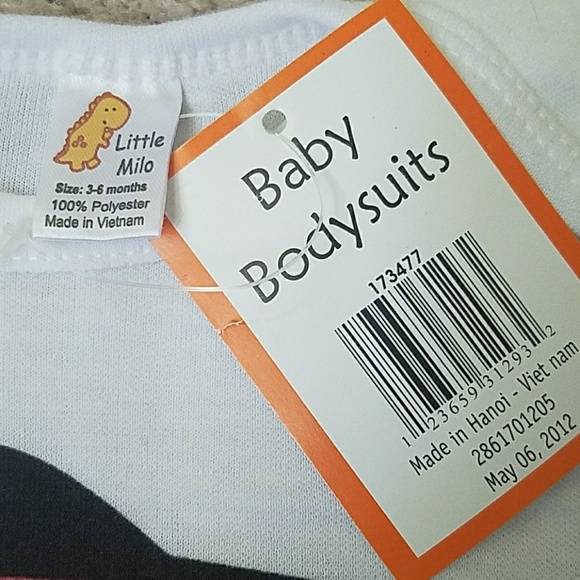 Little
Milo
Size: 3-6 months
100% Polyester
Made in Vietnam
Baby
Bodysuits
173477
1 23659 31293 2
Made in Hanoi - Viet nam
2861701205
May 06, 2012